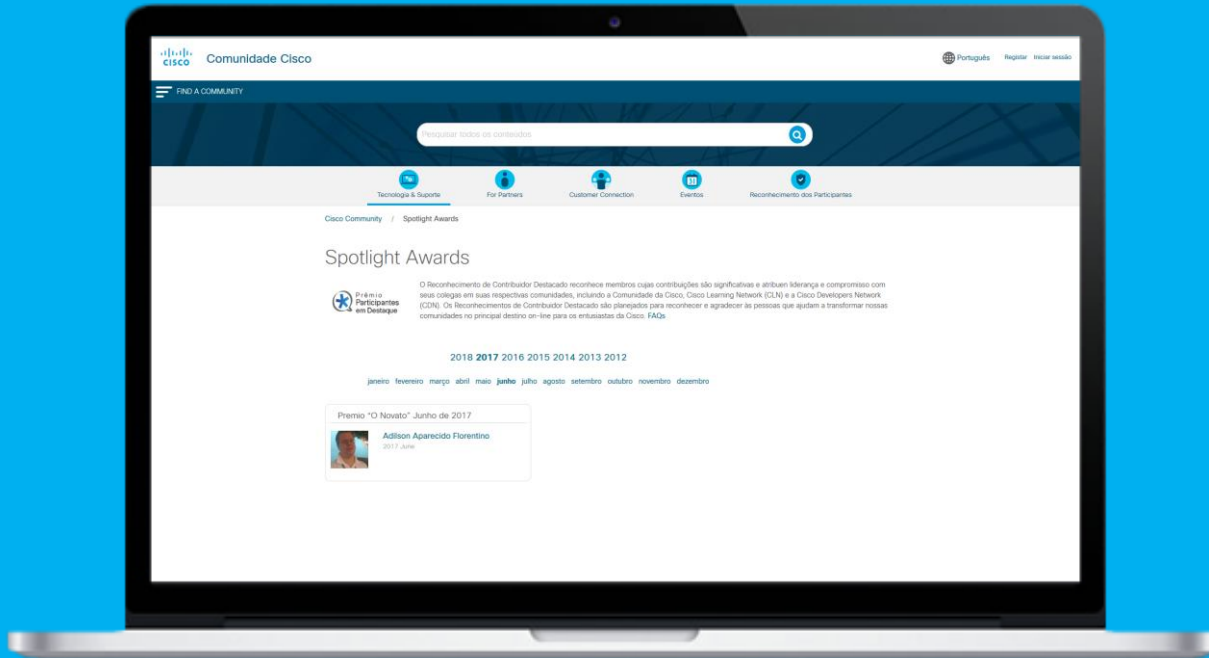 CISCO
Comunidade Cisco
Português Registar Iniciar sessão
FIND A COMMUNITY
Pesquisar todos os conteúdos
Tecnologia & Suporte For Partners Customer Connection Eventos Reconhecimento dos Participantes
Cisco Community / Spotlight Awards
Spotlight Awards
Prêmio
Participantes
em Destaque
O Reconhecimento de Contribuidor Destacado reconhece membros cujas contribuições são significativas e atribuen liderança e compromisso com
seus colegas em suas respectivas comunidades, incluindo a Comunidade da Cisco, Cisco Learning Network (CLN) e a Cisco Developers Network
(CDN). Os Reconhecimentos de Contribuidor Destacado são planejados para reconhecer e agradecer às pessoas que ajudam a transformar nossas
comunidades no principal destino on-line para os entusiastas da Cisco. FAQs
2018 2017 2016 2015 2014 2013 2012
janeiro fevereiro março abril maio junho julho agosto setembro outubro novembro dezembro
Premio "O Novato" Junho de 2017
Adilson Aparecido Florentino
2017 June